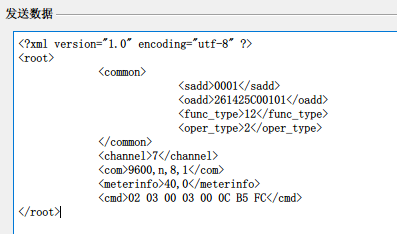 发送数据
<?xml version="1.0" encoding="utf-8" ?>
<root>
<common>
<sadd>0001</sadd>
<oadd>261425C00101</oadd>
<func_type>12</func_type>
<oper_type>2</oper_type>
</common>
<channel>7</channel>
<com>9600,n,8,1</com>
<meterinfo>40,0</meterinfo>
<cmd>02 03 00 03 00 0C B5 FC</cmd>
</root>